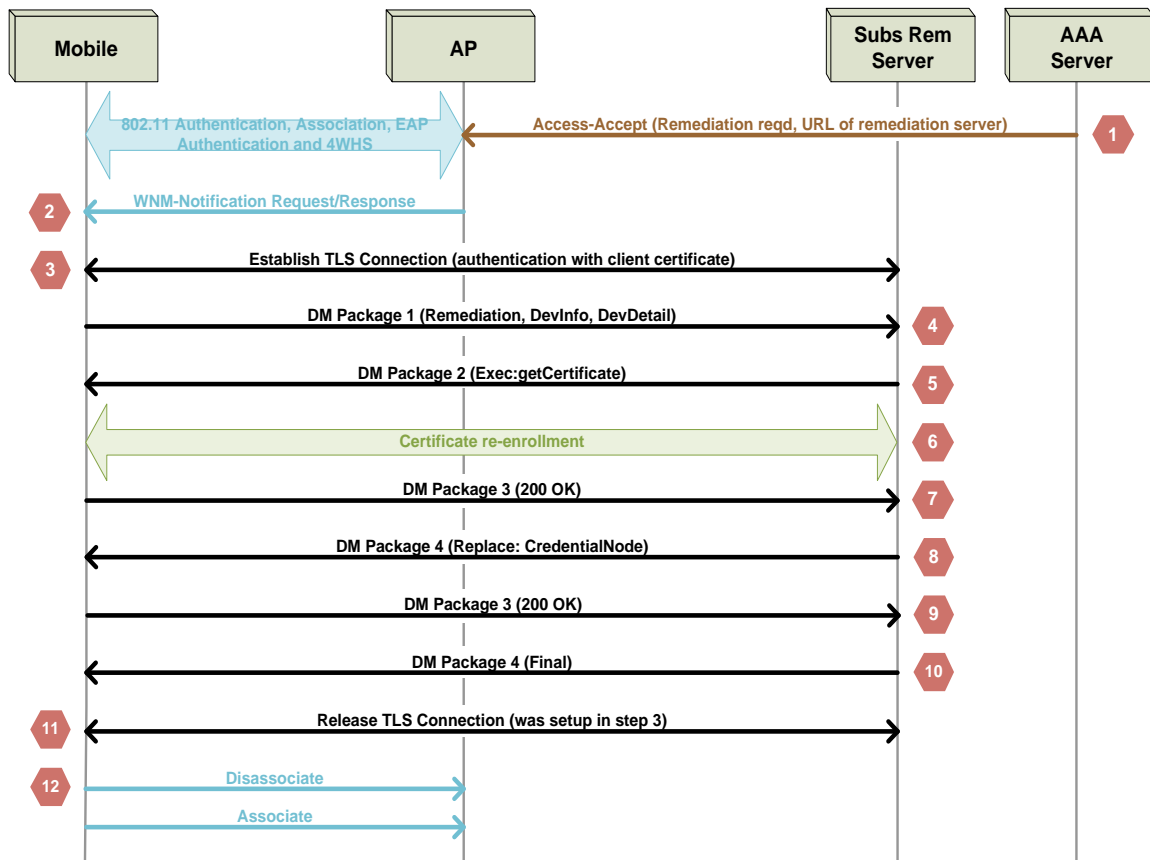 Mobile
AP
Subs Rem
Server
AAA
Server
802.11 Authentication, Association, EAP
Authentication and 4WHS
Access-Accept (Remediation reqd, URL of remediation server)
1
2
WNM-Notification Request/Response
3
Establish TLS Connection (authentication with client certificate)
DM Package 1 (Remediation, DevInfo, DevDetail)
4
DM Package 2 (Exec:getCertificate)
5
Certificate re-enrollment
6
DM Package 3 (200 OK)
7
DM Package 4 (Replace: CredentialNode)
8
DM Package 3 (200 OK)
9
DM Package 4 (Final)
10
11
Release TLS Connection (was setup in step 3)
12
Disassociate
Associate